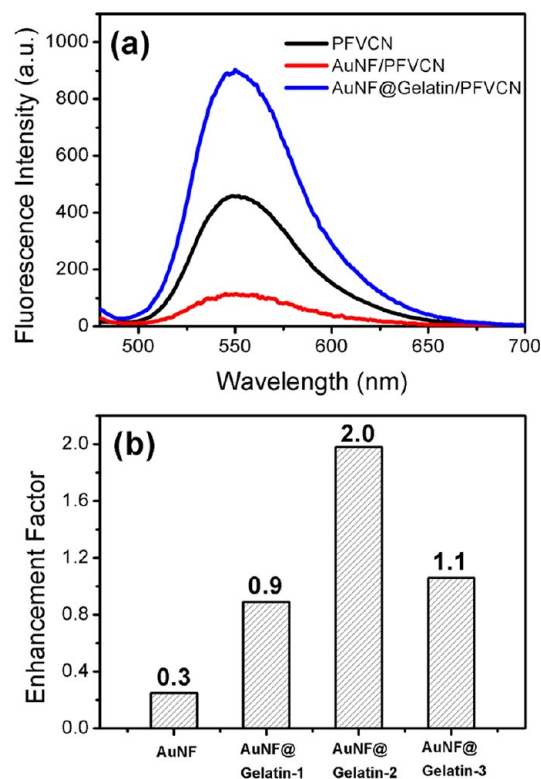 (a)
PFVCN
AuNF/PFVCN
AuNF@Gelatin/PFVCN
Fluorescence Intensity (a.u.)
1000
800
600
400
200
0
500
550
600
650
700
Wavelength (nm)
(b)
Enhancement Factor
2.0
1.6
1.2
0.8
0.4
0.0
0.3
0.9
2.0
1.1
AuNF
AuNF@
Gelatin-1
AuNF@
Gelatin-2
AuNF@
Gelatin-3